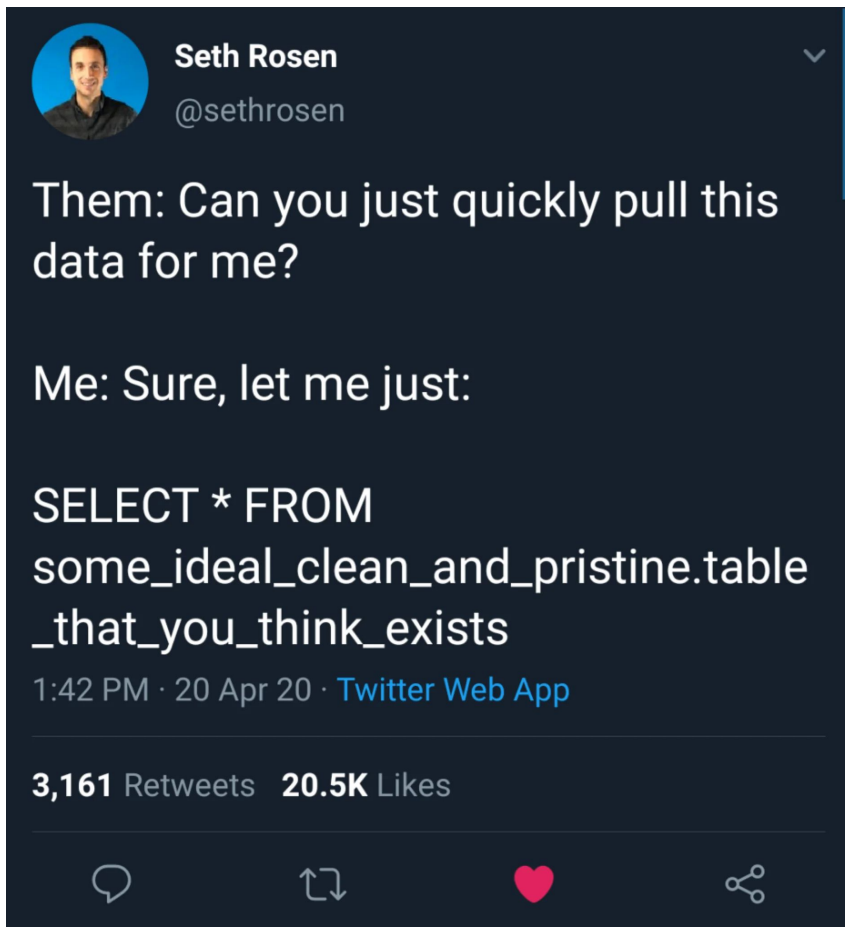 Seth Rosen
@sethrosen
Them: Can you just quickly pull this
data for me?
Me: Sure, let me just:
SELECT * FROM
some_ideal_clean_and_pristine.table
_that_you_think_exists
1:42 PM · 20 Apr 20 · Twitter Web App
3,161 Retweets 20.5K Likes